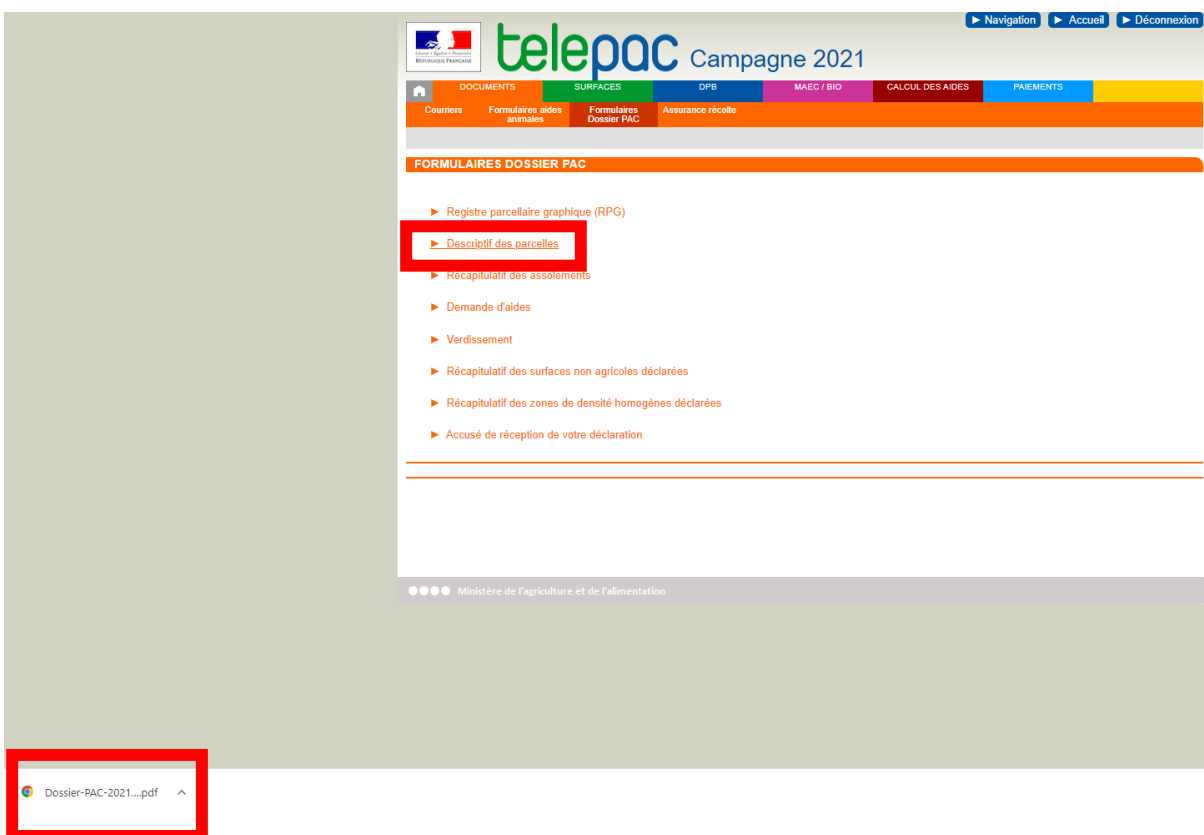 ► Navigation ► Accueil ► Déconnexion
Liberté • Égalité • Fraternité
RÉPUBLIQUE FRANÇAISE
telepac Campagne 2021
DOCUMENTS SURFACES DPB MAEC / BIO CALCUL DES AIDES PAIEMENTS
Courriers Formulaires aides animales Formulaires Dossier PAC Assurance récolte
FORMULAIRES DOSSIER PAC
► Registre parcellaire graphique (RPG)
► Descriptif des parcelles
► Récapitulatif des assolements
► Demande d'aides
► Verdissement
► Récapitulatif des surfaces non agricoles déclarées
► Récapitulatif des zones de densité homogènes déclarées
► Accusé de réception de votre déclaration
Ministère de l'agriculture et de l'alimentation
Dossier-PAC-2021....pdf